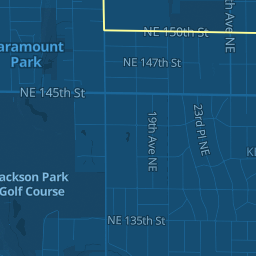 NE 150th St
aramount
Park
NE 147th St
NE 145th St
19th Ave NE
23rd Pl NE
th Ave NE
ackson Park
Golf Course
NE 135th St